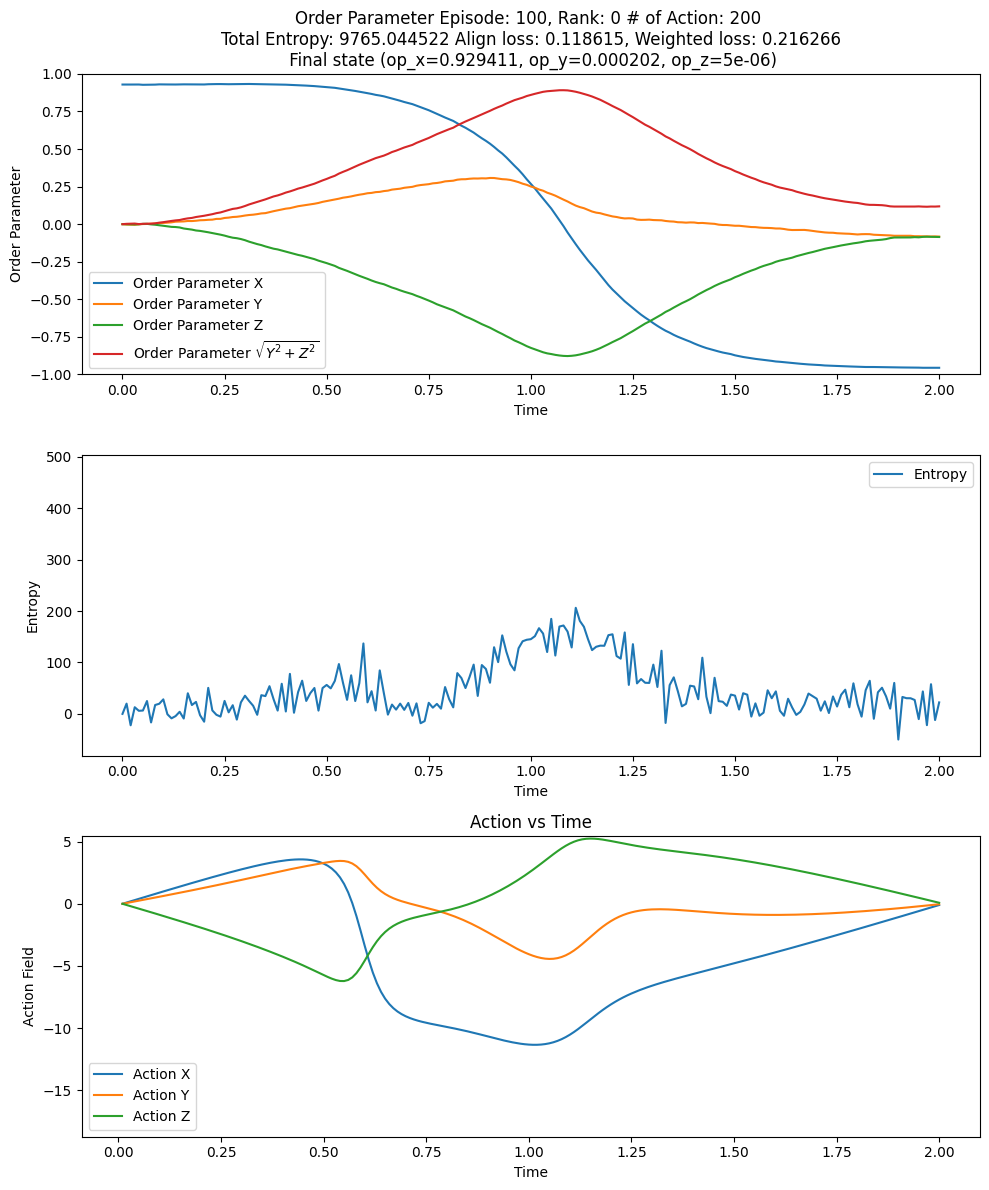 Order Parameter Episode: 100, Rank: 0 # of Action: 200
Total Entropy: 9765.044522 Align loss: 0.118615, Weighted loss: 0.216266
Final state (op_x=0.929411, op_y=0.000202, op_z=5e-06)
1.00
0.75
0.50
0.25
0.00
−0.25
−0.50
−0.75
−1.00
Order Parameter
Order Parameter X
Order Parameter Y
Order Parameter Z
Order Parameter √Y² + Z²
0.00 0.25 0.50 0.75 1.00 1.25 1.50 1.75 2.00
Time
500
400
300
200
100
0
Entropy
Entropy
0.00 0.25 0.50 0.75 1.00 1.25 1.50 1.75 2.00
Time
Action vs Time
5
0
−5
−10
−15
Action Field
Action X
Action Y
Action Z
0.00 0.25 0.50 0.75 1.00 1.25 1.50 1.75 2.00
Time